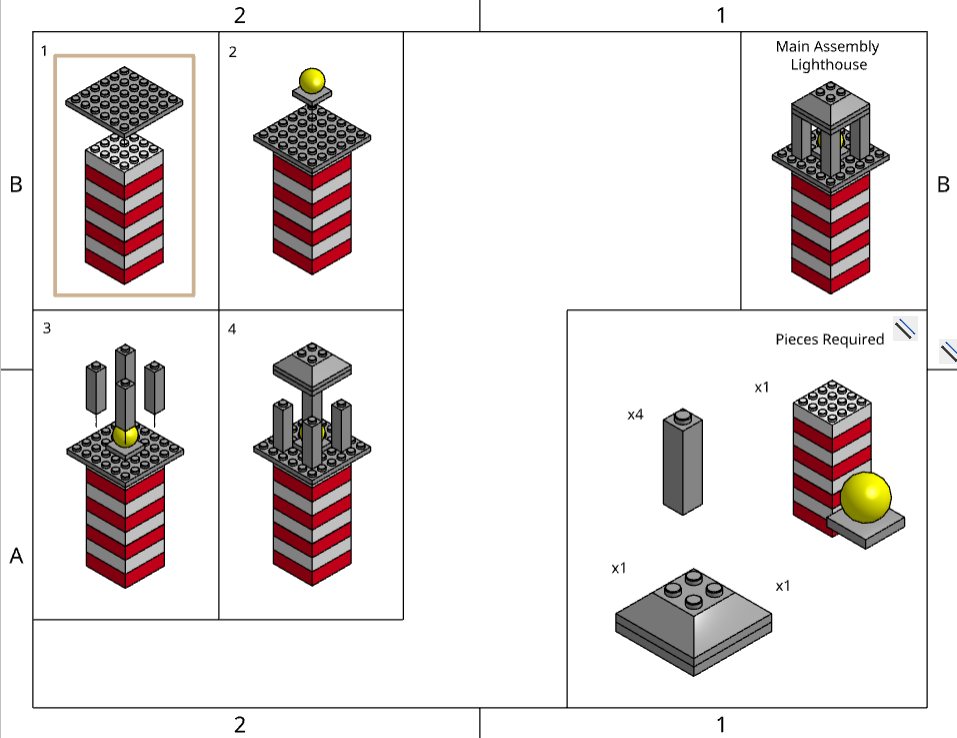 2
1
1
2
Main Assembly
Lighthouse
B
B
3
4
Pieces Required
x1
x4
A
x1
x1
2
1